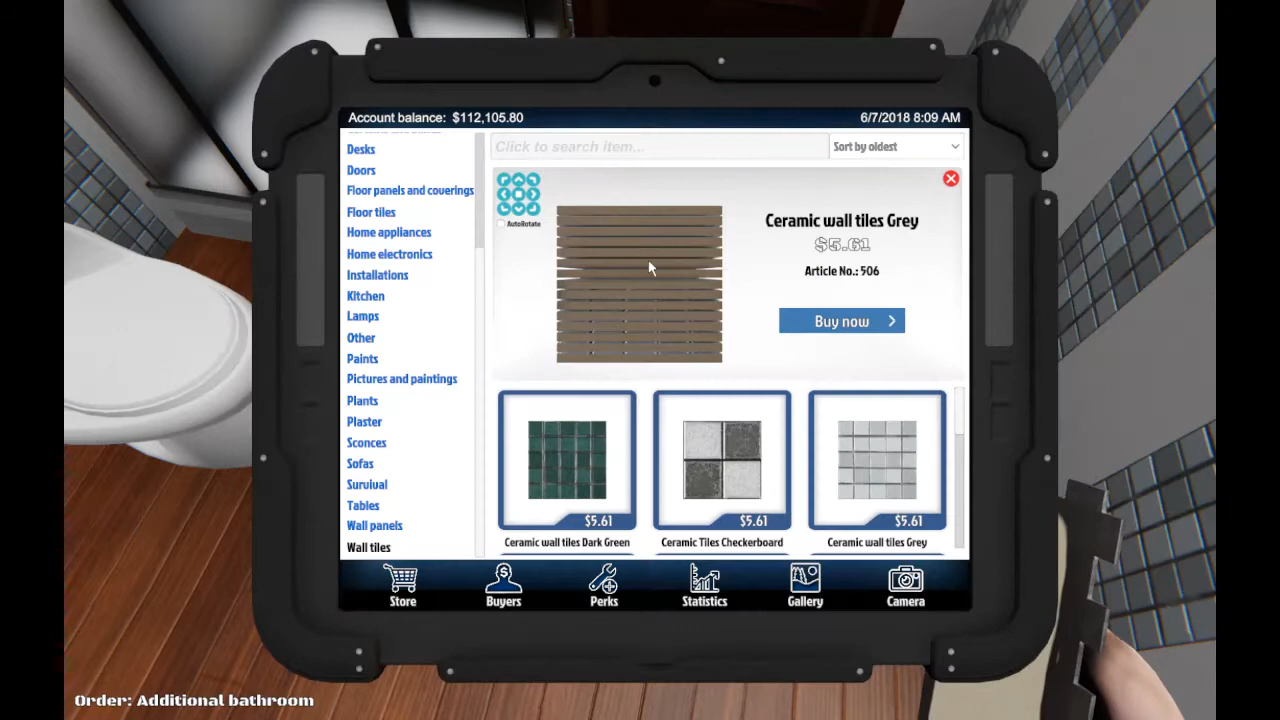 Account balance: $112,105.80
6/7/2018 8:09 AM
Desks
Doors
Floor panels and coverings
Floor tiles
Home appliances
Home electronics
Installations
Kitchen
Lamps
Other
Paints
Pictures and paintings
Plants
Plaster
Sconces
Sofas
Survival
Tables
Wall panels
Wall tiles
Click to search item...
Sort by oldest
AutoRotate
Ceramic wall tiles Grey
$5.61
Article No.: 506
Buy now
$5.61
$5.61
$5.61
Ceramic wall tiles Dark Green
Ceramic Tiles Checkerboard
Ceramic wall tiles Grey
Store
Buyers
Perks
Statistics
Gallery
Camera
Order: Additional bathroom